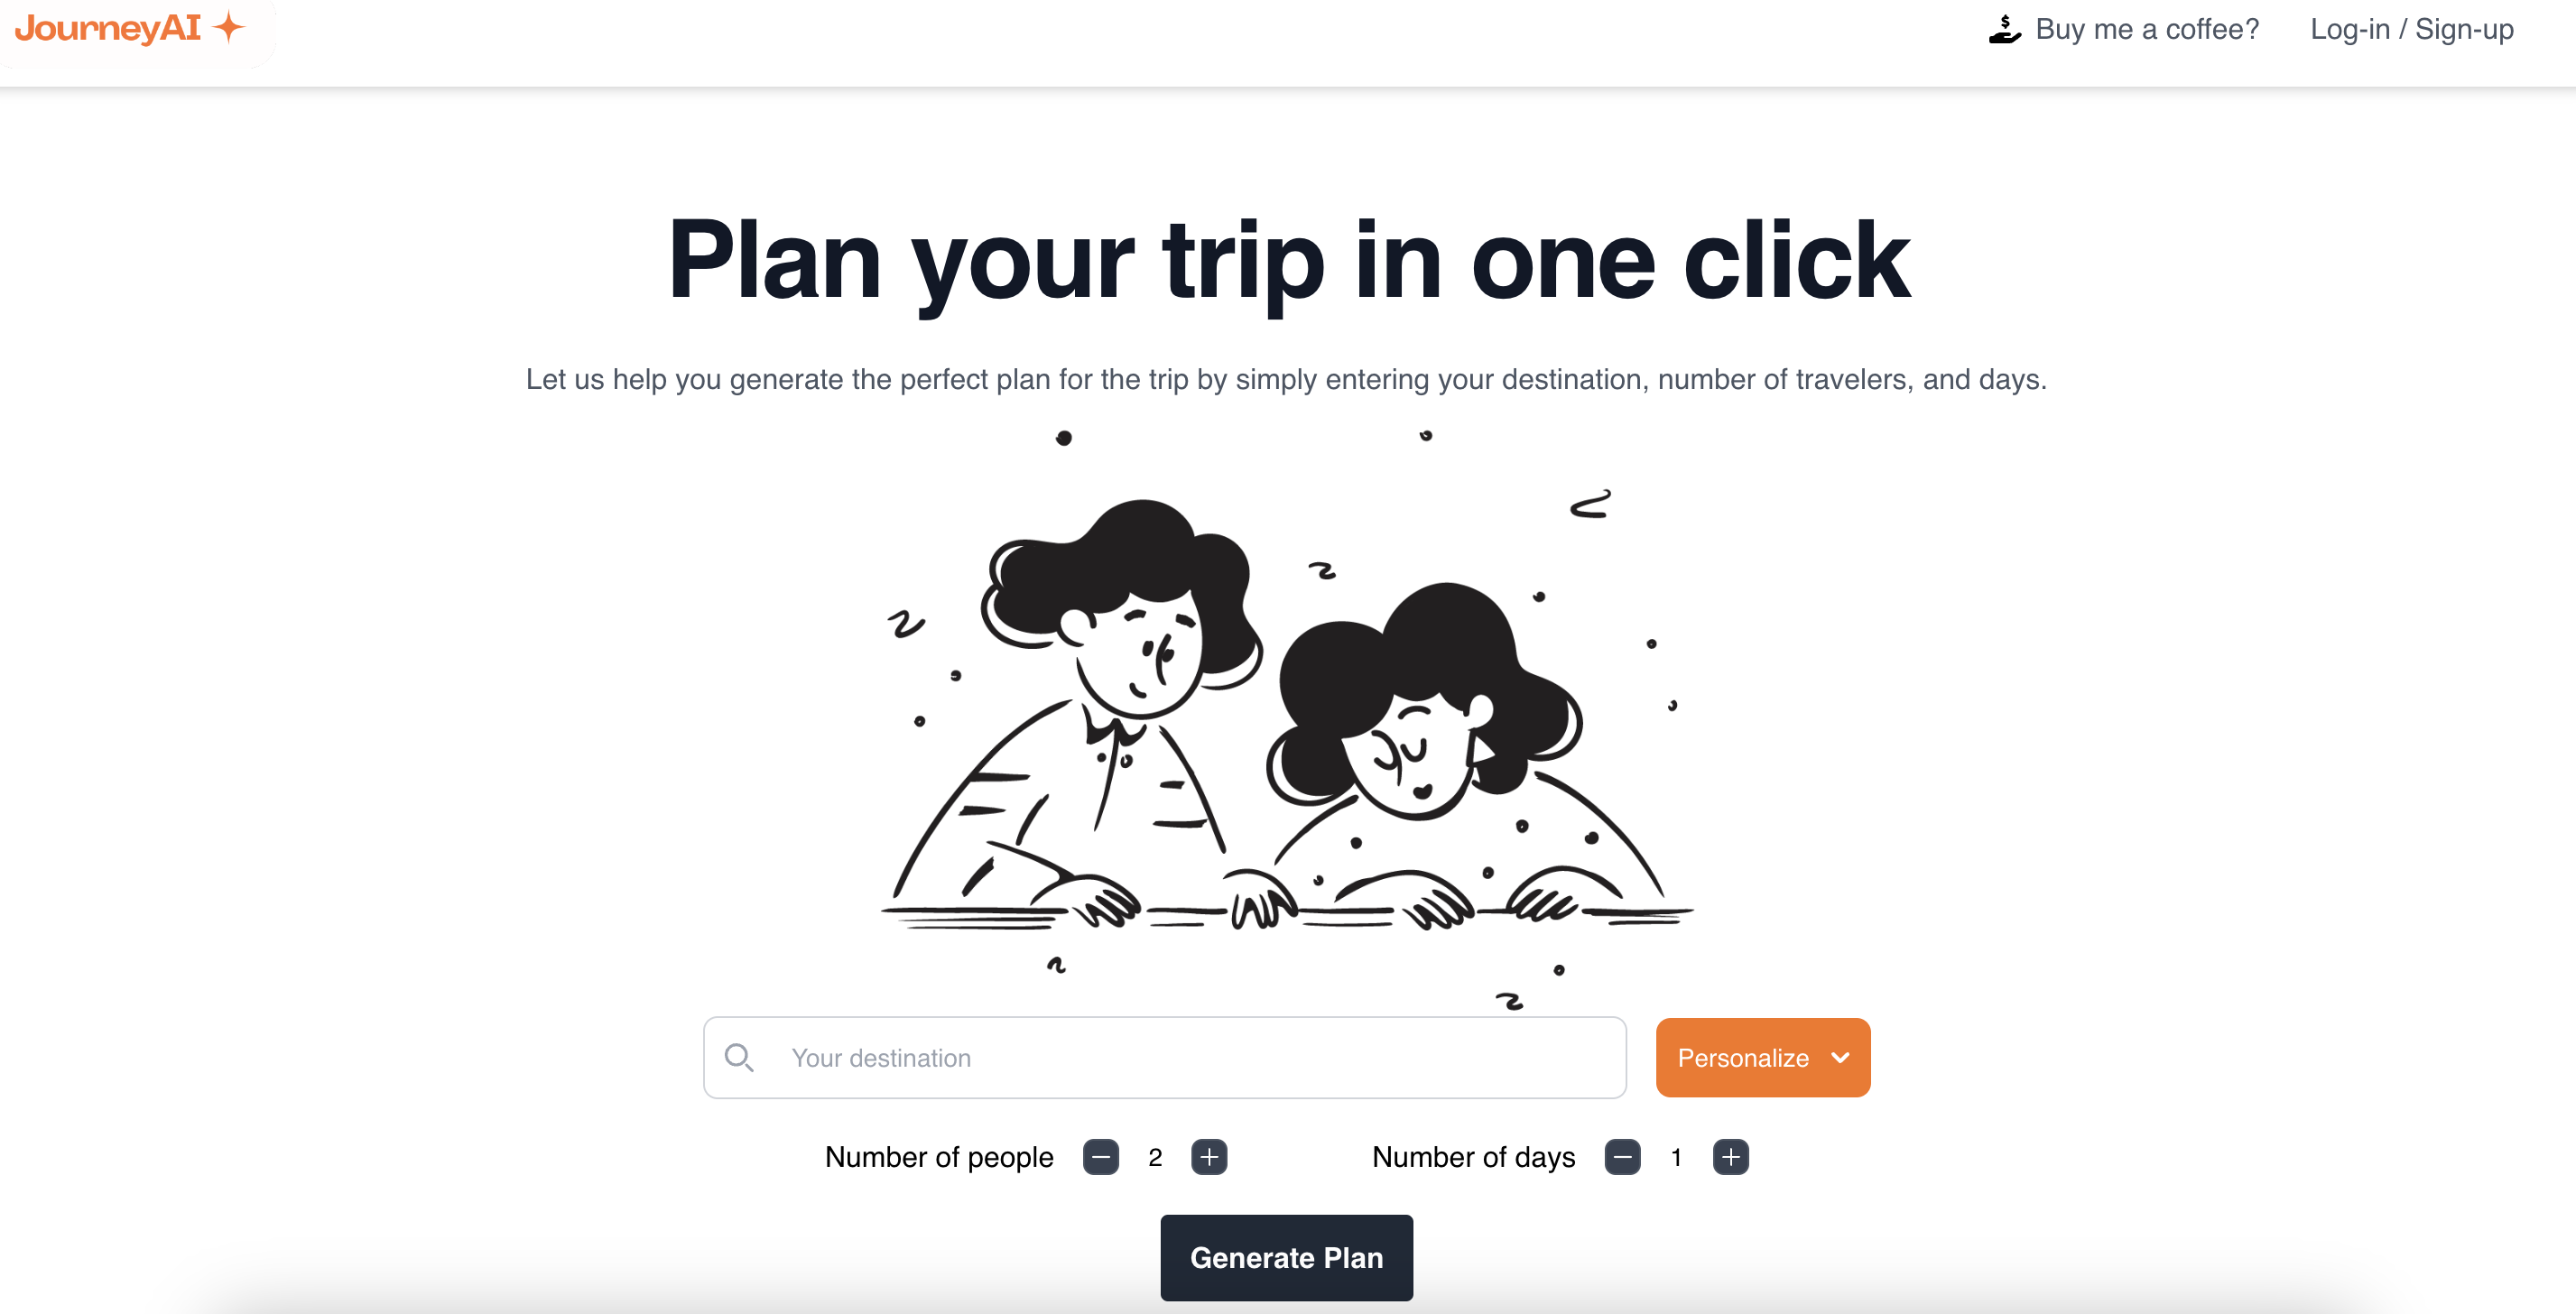 JourneyAI
Buy me a coffee?
Log-in / Sign-up
Plan your trip in one click
Let us help you generate the perfect plan for the trip by simply entering your destination, number of travelers, and days.
Your destination
Personalize
Number of people 2
Number of days 1
Generate Plan